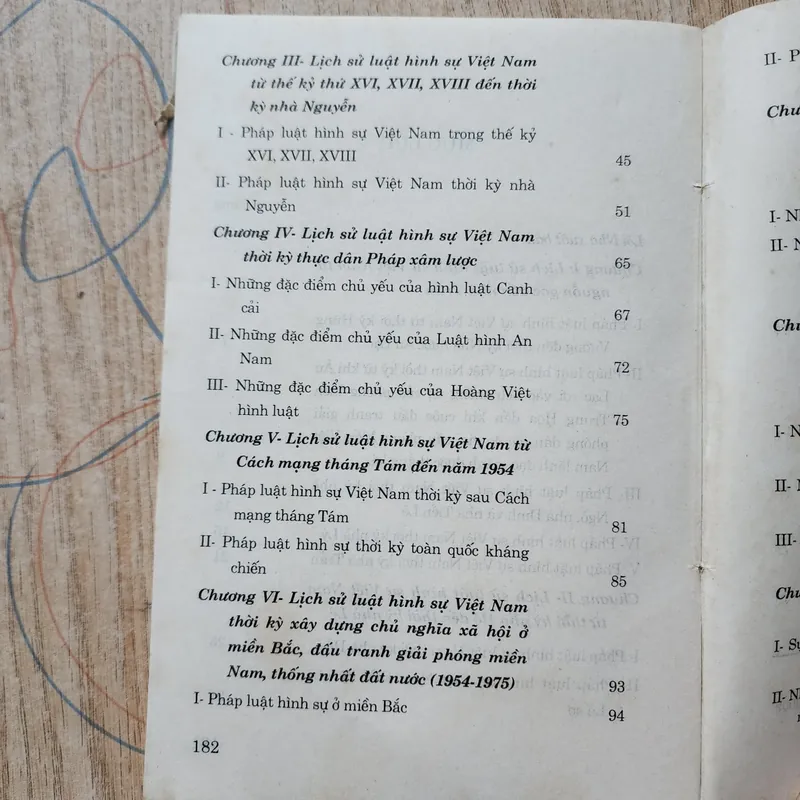 Chương III- Lịch sử luật hình sự Việt Nam
từ thế kỷ thứ XVI, XVII, XVIII đến thời
kỳ nhà Nguyễn
I - Pháp luật hình sự Việt Nam trong thế kỷ
XVI, XVII, XVIII 45
II- Pháp luật hình sự Việt Nam thời kỳ nhà
Nguyễn 51
Chương IV- Lịch sử luật hình sự Việt Nam
thời kỳ thực dân Pháp xâm lược 65
I- Những đặc điểm chủ yếu của hình luật Canh
cải 67
II- Những đặc điểm chủ yếu của Luật hình An
Nam 72
III- Những đặc điểm chủ yếu của Hoàng Việt
hình luật 75
Chương V- Lịch sử luật hình sự Việt Nam từ
Cách mạng tháng Tám đến năm 1954
I - Pháp luật hình sự Việt Nam thời kỳ sau Cách
mạng tháng Tám 81
II- Pháp luật hình sự thời kỳ toàn quốc kháng
chiến 85
Chương VI- Lịch sử luật hình sự Việt Nam
thời kỳ xây dựng chủ nghĩa xã hội ở
miền Bắc, đấu tranh giải phóng miền
Nam, thống nhất đất nước (1954-1975) 93
I- Pháp luật hình sự ở miền Bắc 94
182
II-
I-
II-
I-
II-
III-
I-
II-